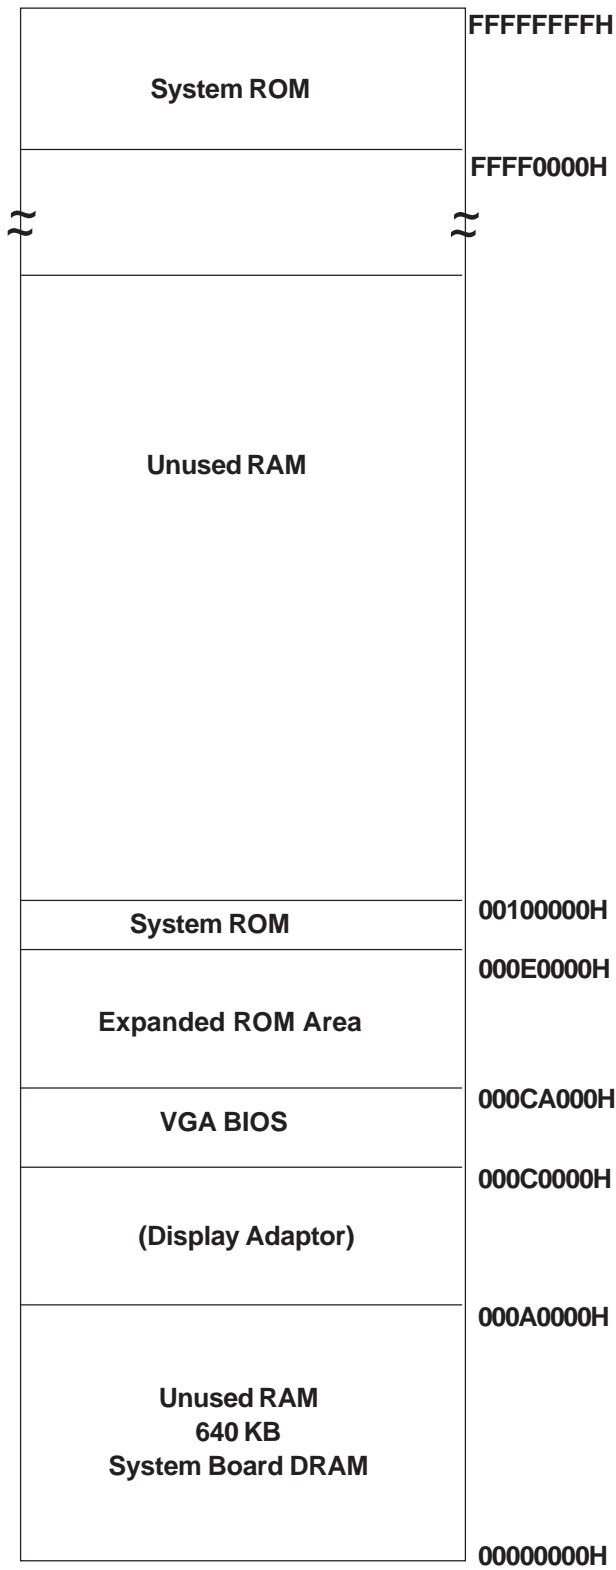 FFFFFFFFH
System ROM
FFFF0000H
Unused RAM
00100000H
System ROM
000E0000H
Expanded ROM Area
000CA000H
VGA BIOS
000C0000H
(Display Adaptor)
000A0000H
Unused RAM
640 KB
System Board DRAM
00000000H